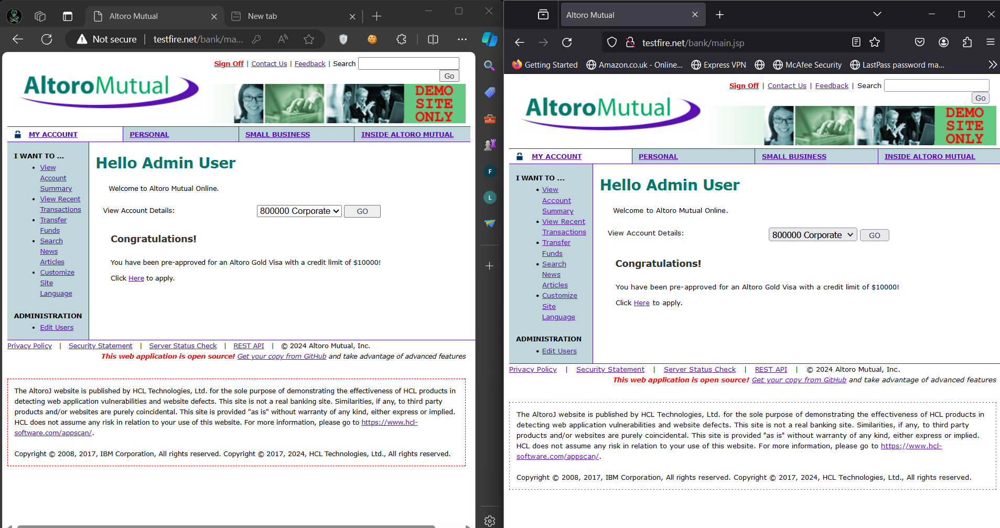 Altoro Mutual
New tab
Not secure
testfire.net/bank/ma...
Sign Off | Contact Us | Feedback | Search
Go
AltoroMutual
DEMO
SITE
ONLY
MY ACCOUNT
PERSONAL
SMALL BUSINESS
INSIDE ALTORO MUTUAL
I WANT TO ...
View
Account
Summary
View Recent
Transactions
Transfer
Funds
Search
News
Articles
Customize
Site
Language
ADMINISTRATION
Edit Users
Hello Admin User
Welcome to Altoro Mutual Online.
View Account Details:
800000 Corporate
GO
Congratulations!
You have been pre-approved for an Altoro Gold Visa with a credit limit of $10000!
Click Here to apply.
Privacy Policy | Security Statement | Server Status Check | REST API | © 2024 Altoro Mutual, Inc.
This web application is open source! Get your copy from GitHub and take advantage of advanced features
The AltoroJ website is published by HCL Technologies, Ltd. for the sole purpose of demonstrating the effectiveness of HCL products in
detecting web application vulnerabilities and website defects. This site is not a real banking site. Similarities, if any, to third party
products and/or websites are purely coincidental. This site is provided "as is" without warranty of any kind, either express or implied.
HCL does not assume any risk in relation to your use of this website. For more information, please go to https://www.hcl-
software.com/appscan/.
Copyright © 2008, 2017, IBM Corporation, All rights reserved. Copyright © 2017, 2024, HCL Technologies, Ltd., All rights reserved.
F
L
Altoro Mutual
testfire.net/bank/main.jsp
Getting Started
Amazon.co.uk - Online...
Express VPN
McAfee Security
LastPass password ma...
Sign Off | Contact Us | Feedback | Search
Go
AltoroMutual
DEMO
SITE
ONLY
MY ACCOUNT
PERSONAL
SMALL BUSINESS
INSIDE ALTORO MUTUAL
I WANT TO ...
View
Account
Summary
View Recent
Transactions
Transfer
Funds
Search
News
Articles
Customize
Site
Language
ADMINISTRATION
Edit Users
Hello Admin User
Welcome to Altoro Mutual Online.
View Account Details:
800000 Corporate
GO
Congratulations!
You have been pre-approved for an Altoro Gold Visa with a credit limit of $10000!
Click Here to apply.
Privacy Policy | Security Statement | Server Status Check | REST API | © 2024 Altoro Mutual, Inc.
This web application is open source! Get your copy from GitHub and take advantage of advanced features
The AltoroJ website is published by HCL Technologies, Ltd. for the sole purpose of demonstrating the effectiveness of HCL products in
detecting web application vulnerabilities and website defects. This site is not a real banking site. Similarities, if any, to third party
products and/or websites are purely coincidental. This site is provided "as is" without warranty of any kind, either express or implied.
HCL does not assume any risk in relation to your use of this website. For more information, please go to https://www.hcl-
software.com/appscan/.
Copyright © 2008, 2017, IBM Corporation, All rights reserved. Copyright © 2017, 2024, HCL Technologies, Ltd., All rights reserved.